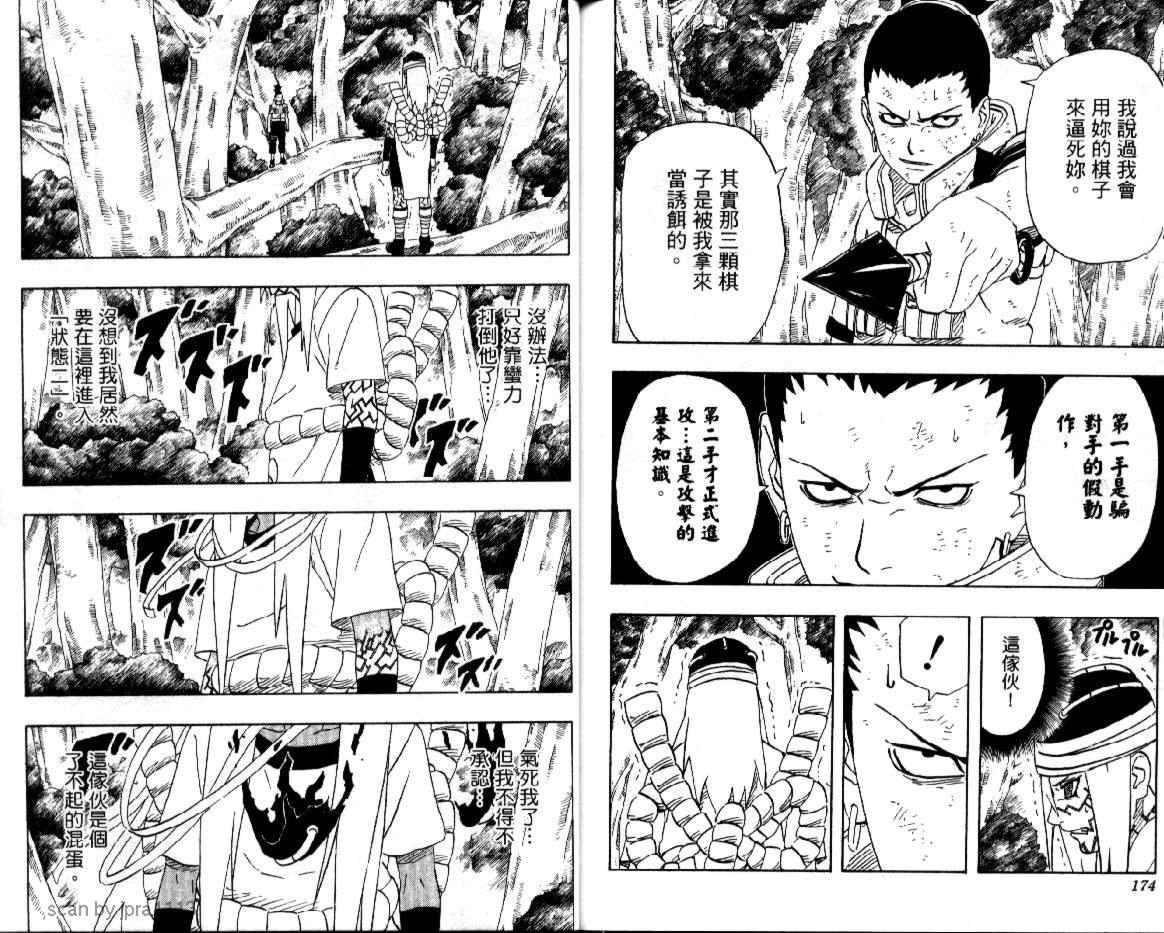 我說過我會
用妳的棋子
來逼死妳。
其實那三顆棋
子是被我拿來
當誘餌的。
第一手是騙
對手的假動
作，
第二手才正式進
攻…這是攻擊的
基本知識。
プルプル
這傢伙！
！
174
沒辦法…
只好靠蠻力
打倒他了…
ズズズ
ズズ
沒想到我居然
要在這裡進入
「狀態二」。
ズズ
ズズ
氣死我了…
但我不得不
承認…
這傢伙是個
了不起的混蛋。
scan by